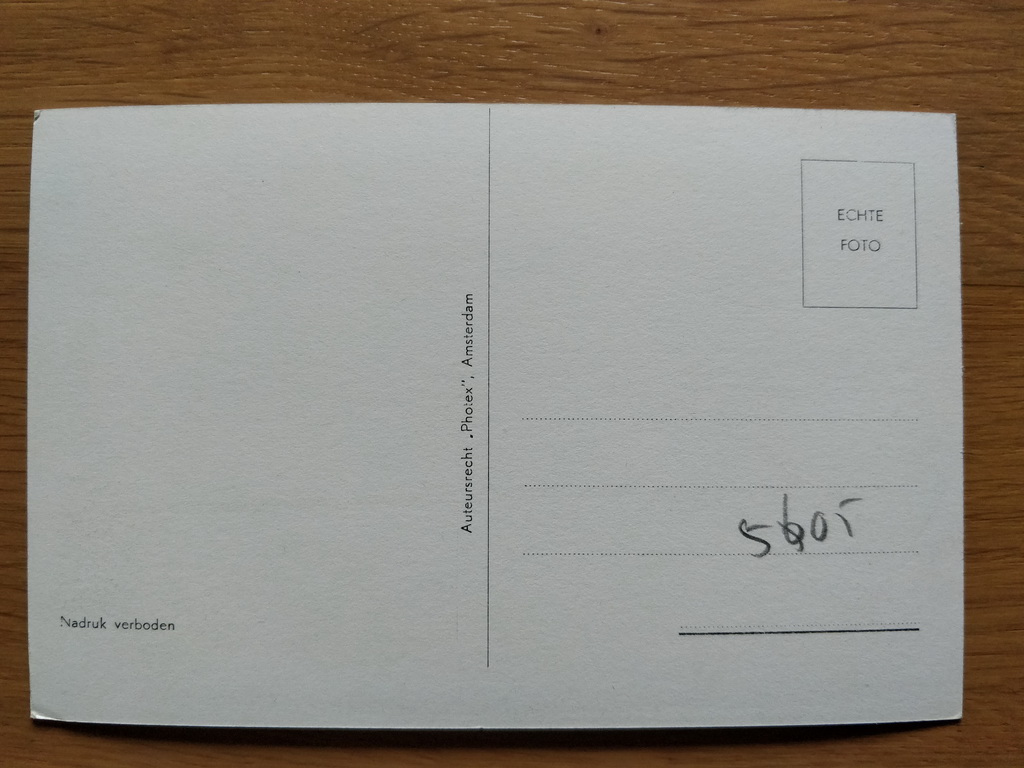 ECHTE
FOTO
Auteursrecht „Photex”, Amsterdam
Nadruk verboden